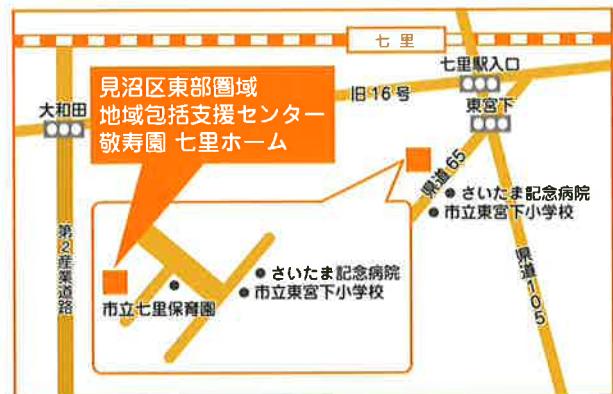 七里
七里駅入口
見沼区東部圏域
地域包括支援センター
敬寿園 七里ホーム
旧16号
大和田
東宮下
県道65
さいたま記念病院
市立東宮下小学校
第2産業道路
県道105
さいたま記念病院
市立東宮下小学校
市立七里保育園